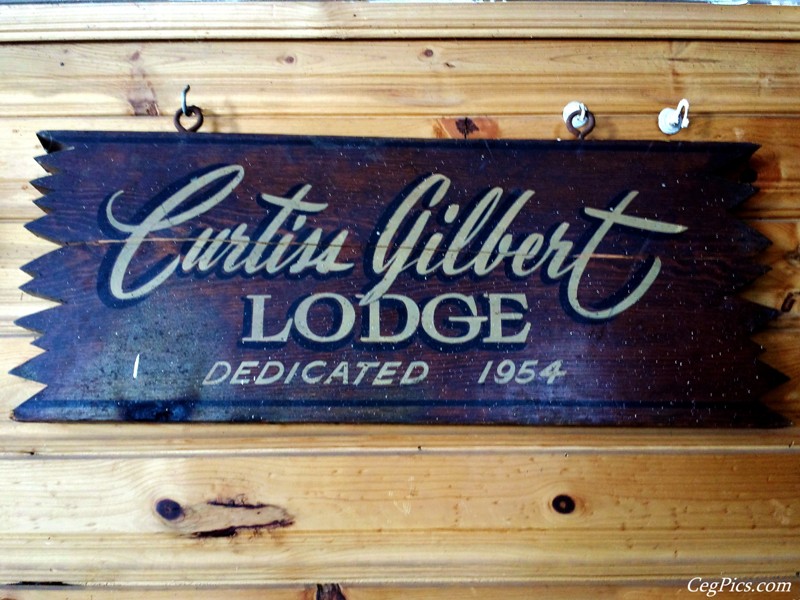 Curtiss Gilbert
LODGE
DEDICATED 1954
CegPics.com